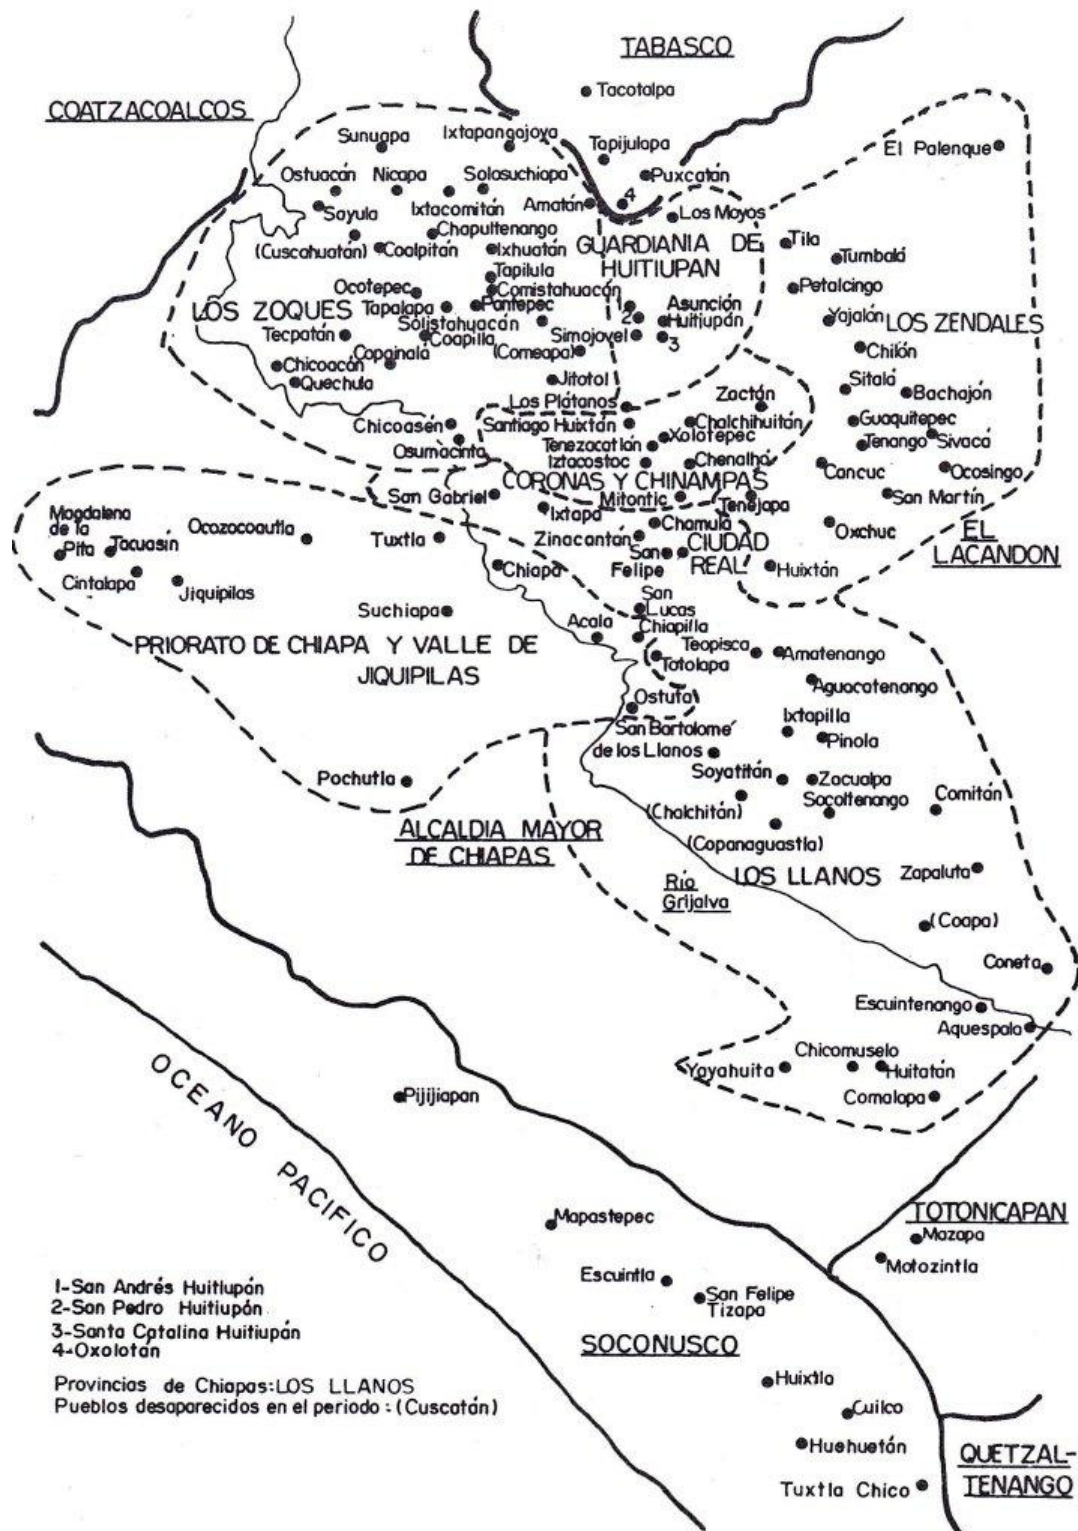 TABASCO
COATZACOALCOS
Tacotalpa
Sunuapa
Ixtapangajoya
Tapijulapa
El Palenque
Ostuacán
Nicapa
Solosuchiapa
Puxcatán
Sayula
Ixtacomitán
Amatán
4
Los Moyos
(Cuscahuatán)
Coalpitán
Chapultenango
Ixhuatán
GUARDIANIA DE
HUITIUPAN
Tila
Tumbalá
Tapilula
Comistahuacán
Ocotepec
LOS ZOQUES
Tapalapa
Pantepec
1
Asunción
Huitiupán
2
Petalcingo
Yajalón
LOS ZENDALES
Tecpatán
Solistahuacán
Coapilla
Simojovel
3
(Comeapa)
Chilón
Copainalá
Chicoacán
Quechula
Jitotol
Sitalá
Bachajón
Los Plátanos
Zactán
Chicoasén
Santiago Huixtán
Chalchihuitán
Guaquitepec
Osumacinta
Tenezacatlán
Xolotepec
Tenango
Sivacá
Iztacostoc
Chenalhó
Cancuc
Ocosingo
CORONAS Y CHINAMPAS
San Gabriel
Mitontic
Tenejapa
San Martín
Magdalena
de la
Pita
Tacuasín
Ocozocoautla
Tuxtla
Ixtapa
Zinacantán
Chamula
CIUDAD
REAL
Oxchuc
EL
LACANDON
Cintalapa
Jiquipilas
Chiapa
San
Felipe
Huixtán
Suchiapa
San
Lucas
Acala
Chiapilla
PRIORATO DE CHIAPA Y VALLE DE
JIQUIPILAS
Teopisca
Amatenango
Totolapa
Aguacatenango
Ostuta
Ixtapilla
San Bartolomé
de los Llanos
Pinola
Pochutla
Soyatitán
Zacualpa
(Chalchitán)
Socoltenango
Comitán
ALCALDIA MAYOR
DE CHIAPAS
(Copanaguastla)
LOS LLANOS
Río
Grijalva
Zapaluta
(Coapa)
Coneta
Escuintenango
Aquespala
Yayahuita
Chicomuselo
Huitatán
Comalapa
OCEANO PACIFICO
Pijijiapan
Mapastepec
TOTONICAPAN
Mazapa
Motozintla
Escuintla
San Felipe
Tizapa
SOCONUSCO
1-San Andrés Huitiupán
2-San Pedro Huitiupán
3-Santa Catalina Huitiupán
4-Oxolotán
Provincias de Chiapas:LOS LLANOS
Pueblos desaparecidos en el periodo :(Cuscatán)
Huixtla
Cuilco
Huehuetán
Tuxtla Chico
QUETZAL-
TENANGO